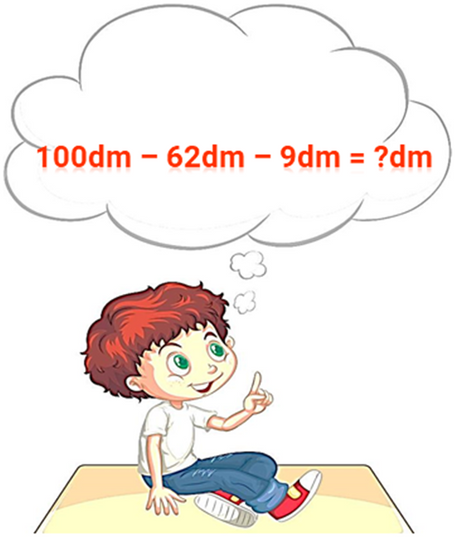 100dm – 62dm – 9dm = ?dm